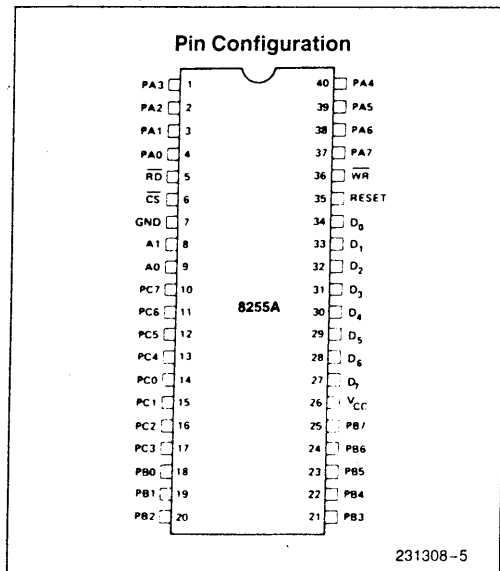 Pin Configuration
PA3 1 40 PA4
PA2 2 39 PA5
PA1 3 38 PA6
PA0 4 37 PA7
R̅D̅ 5 36 W̅R̅
C̅S̅ 6 35 RESET
GND 7 34 D₀
A1 8 33 D₁
A0 9 32 D₂
PC7 10 31 D₃
8255A
PC6 11 30 D₄
PC5 12 29 D₅
PC4 13 28 D₆
PC0 14 27 D₇
PC1 15 26 VCC
PC2 16 25 PB7
PC3 17 24 PB6
PB0 18 23 PB5
PB1 19 22 PB4
PB2 20 21 PB3
231308-5